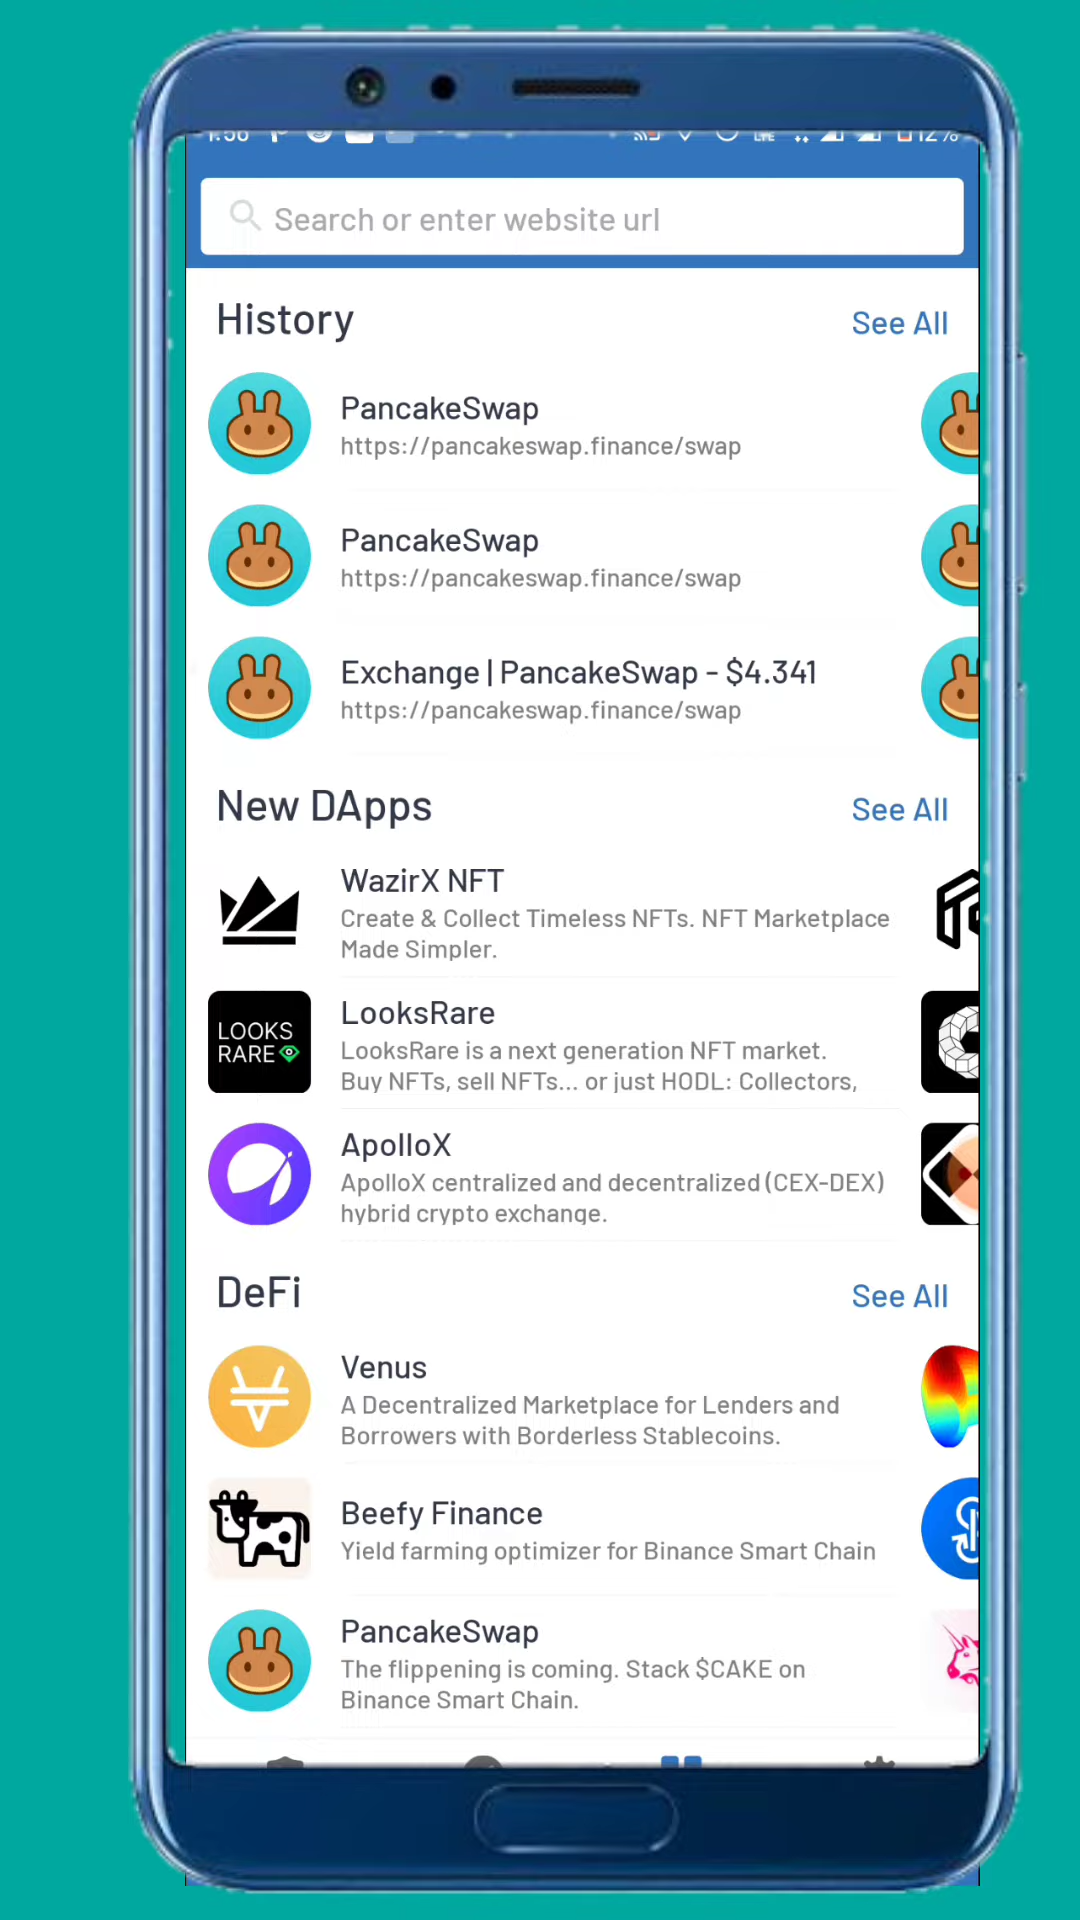 1:56 LTE 12%
Search or enter website url
History See All
PancakeSwap
https://pancakeswap.finance/swap
PancakeSwap
https://pancakeswap.finance/swap
Exchange | PancakeSwap - $4.341
https://pancakeswap.finance/swap
New DApps See All
WazirX NFT
Create & Collect Timeless NFTs. NFT Marketplace
Made Simpler.
LOOKS
RARE
LooksRare
LooksRare is a next generation NFT market.
Buy NFTs, sell NFTs... or just HODL: Collectors,
ApolloX
ApolloX centralized and decentralized (CEX-DEX)
hybrid crypto exchange.
DeFi See All
Venus
A Decentralized Marketplace for Lenders and
Borrowers with Borderless Stablecoins.
Beefy Finance
Yield farming optimizer for Binance Smart Chain
PancakeSwap
The flippening is coming. Stack $CAKE on
Binance Smart Chain.